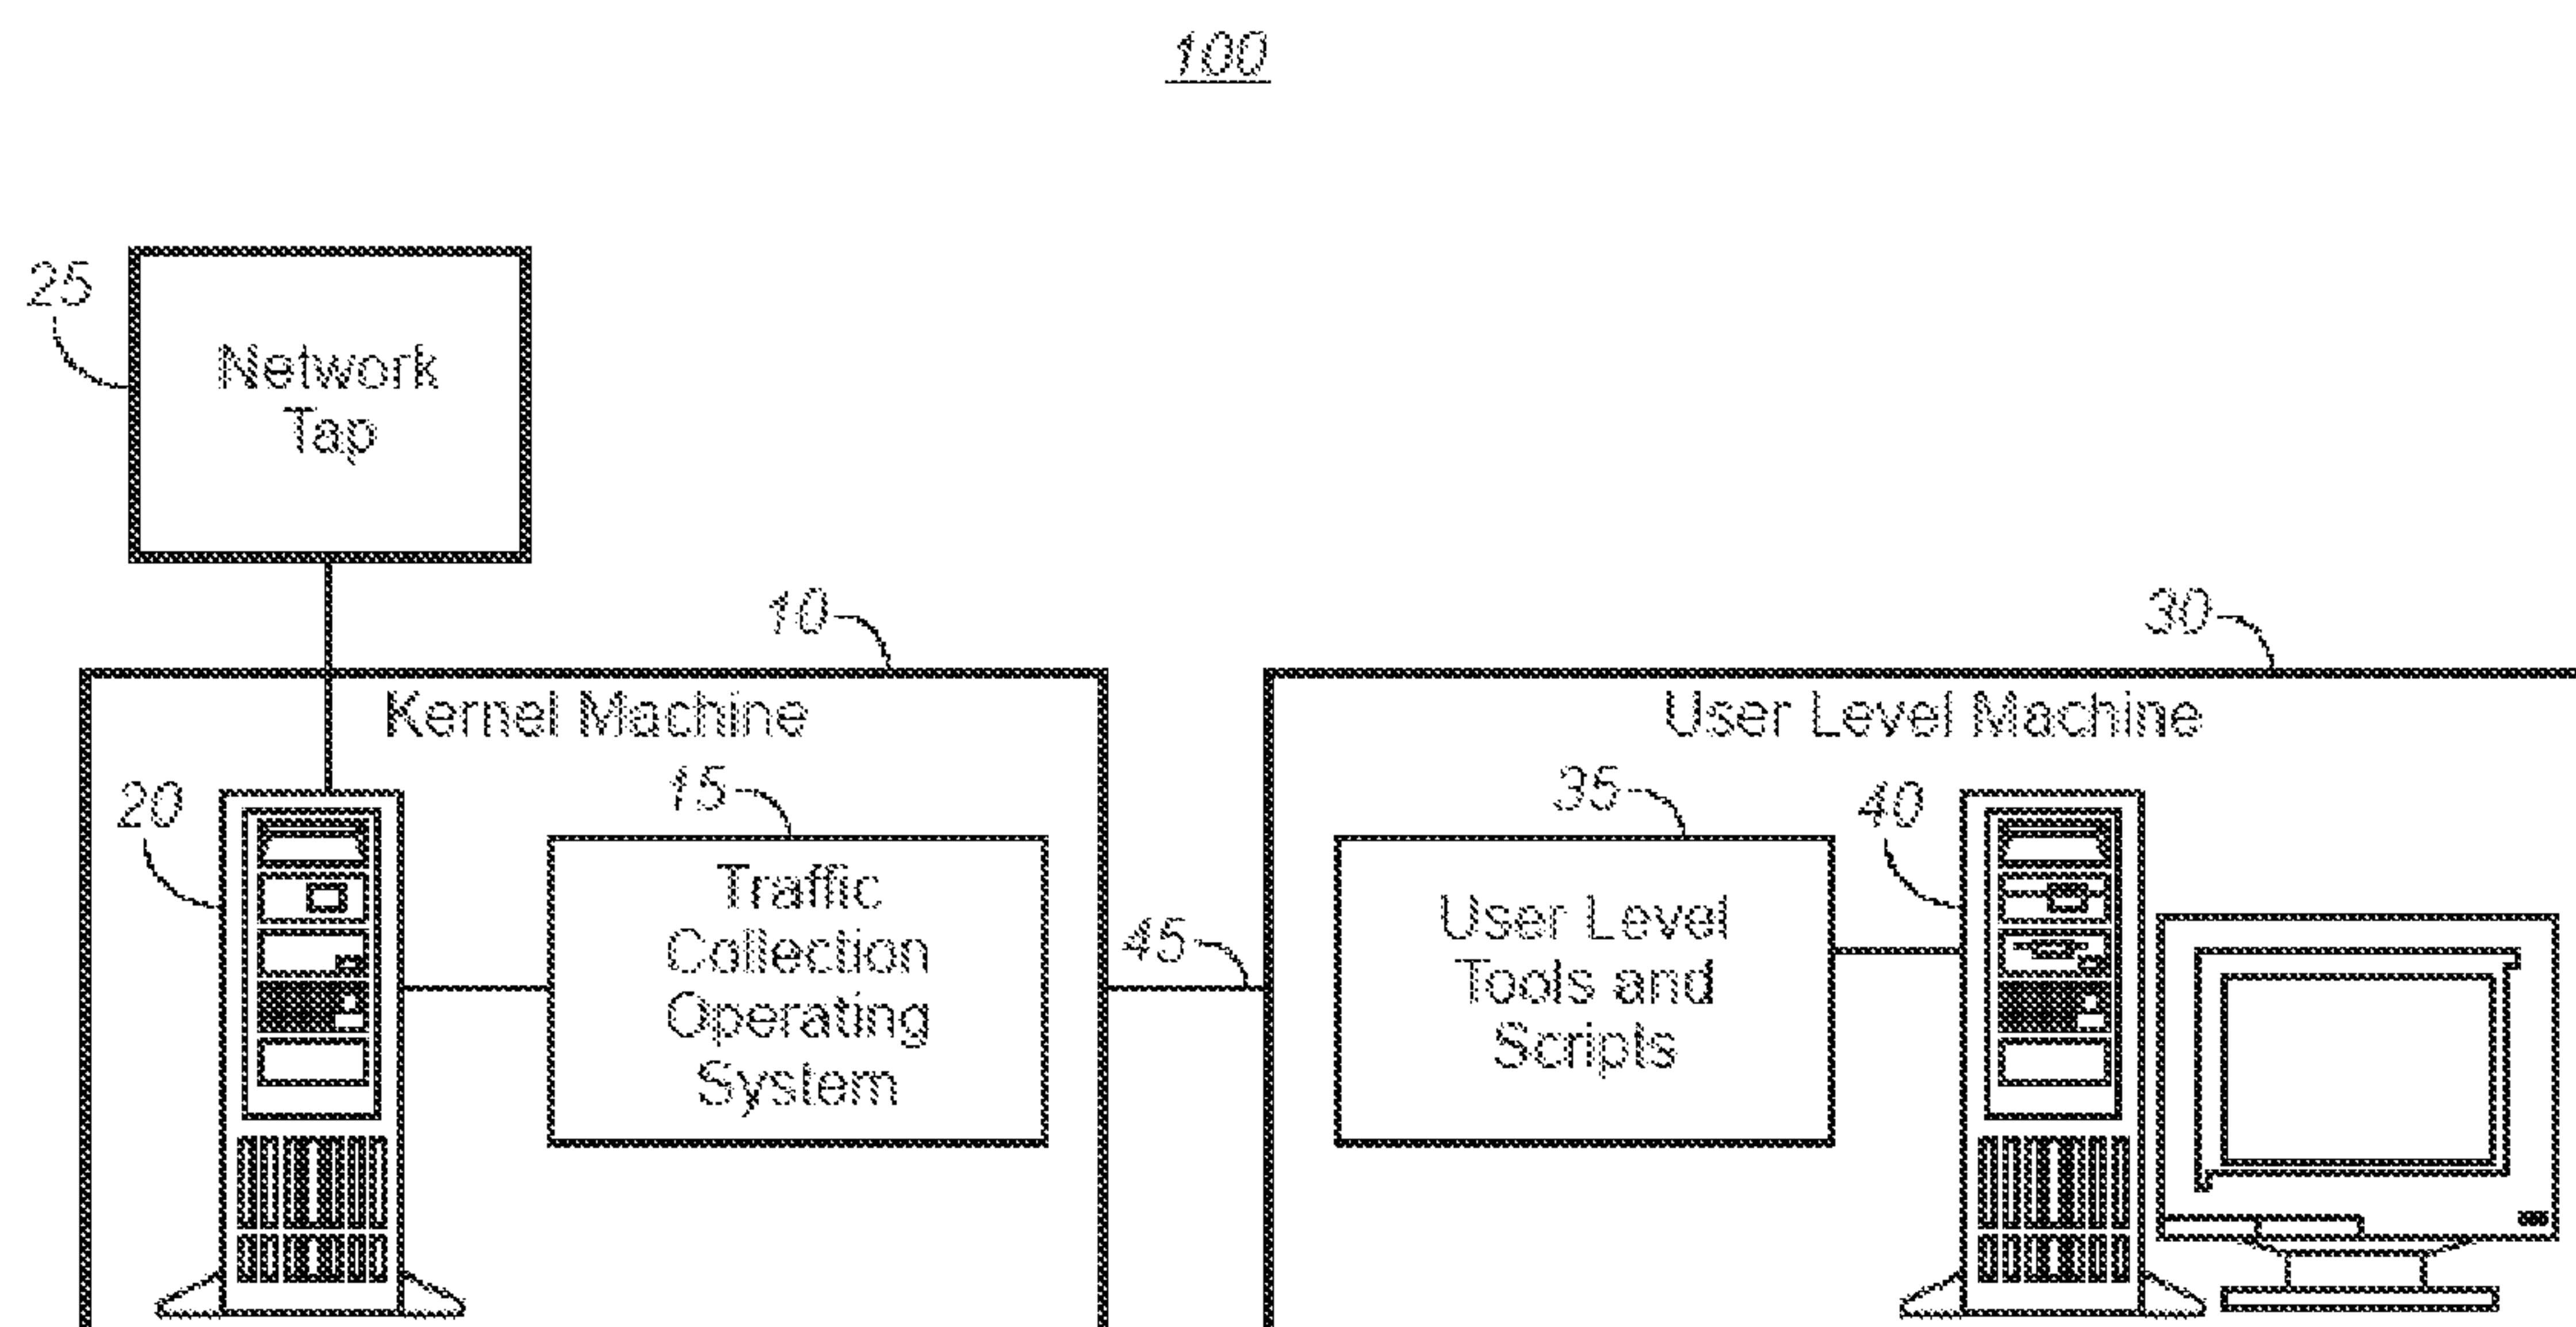 100
25
Network
Tap
10
30
Kernel Machine
User Level Machine
20
15
35
40
Traffic
Collection
Operating
System
45
User Level
Tools and
Scripts